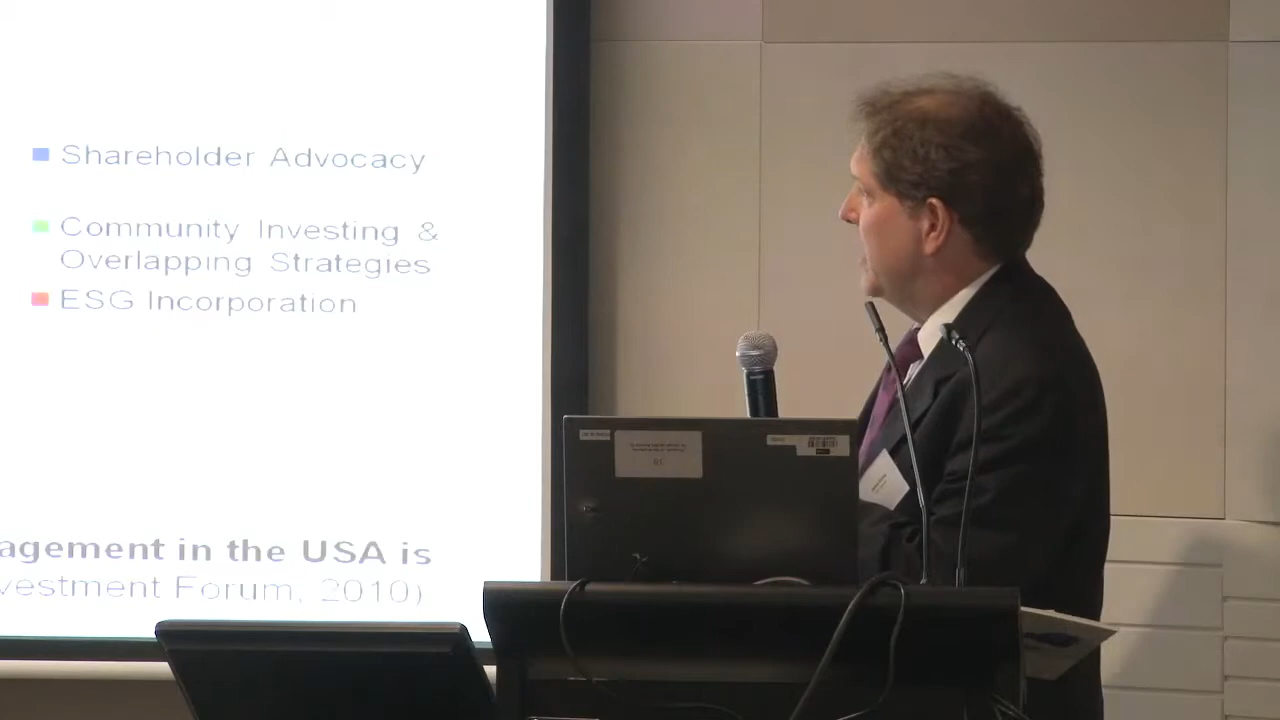 Shareholder Advocacy
Community Investing &
Overlapping Strategies
ESG Incorporation
agement in the USA is
vestment Forum, 2010)